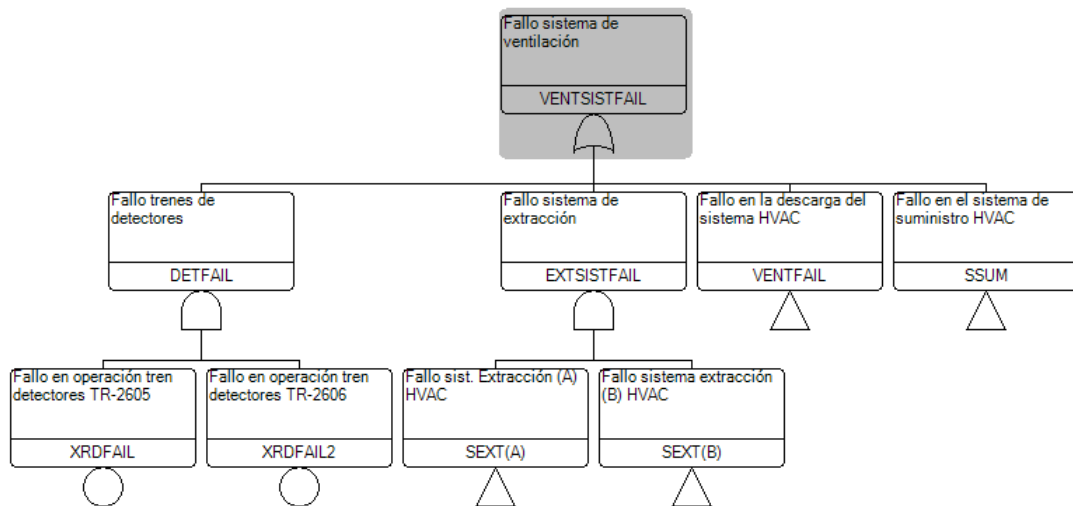 Fallo sistema de
ventilación
VENTSISTFAIL
Fallo trenes de
detectores
DETFAIL
Fallo sistema de
extracción
EXTSISTFAIL
Fallo en la descarga del
sistema HVAC
VENTFAIL
Fallo en el sistema de
suministro HVAC
SSUM
Fallo en operación tren
detectores TR-2605
XRDFAIL
Fallo en operación tren
detectores TR-2606
XRDFAIL2
Fallo sist. Extracción (A)
HVAC
SEXT(A)
Fallo sistema extracción
(B) HVAC
SEXT(B)